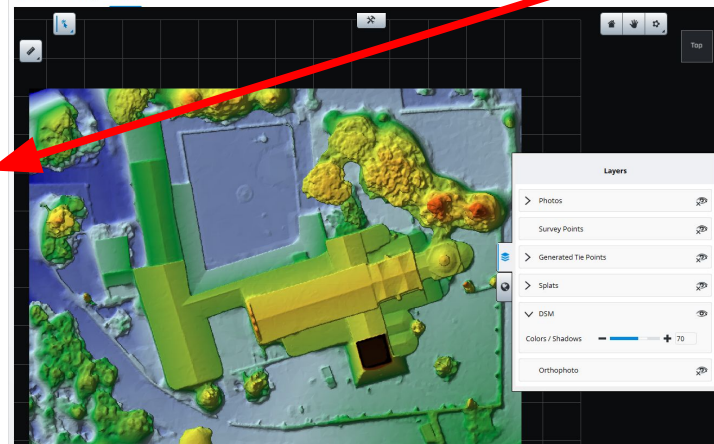 Top
Layers
Photos
Survey Points
Generated Tie Points
Splats
DSM
Colors / Shadows 70
Orthophoto